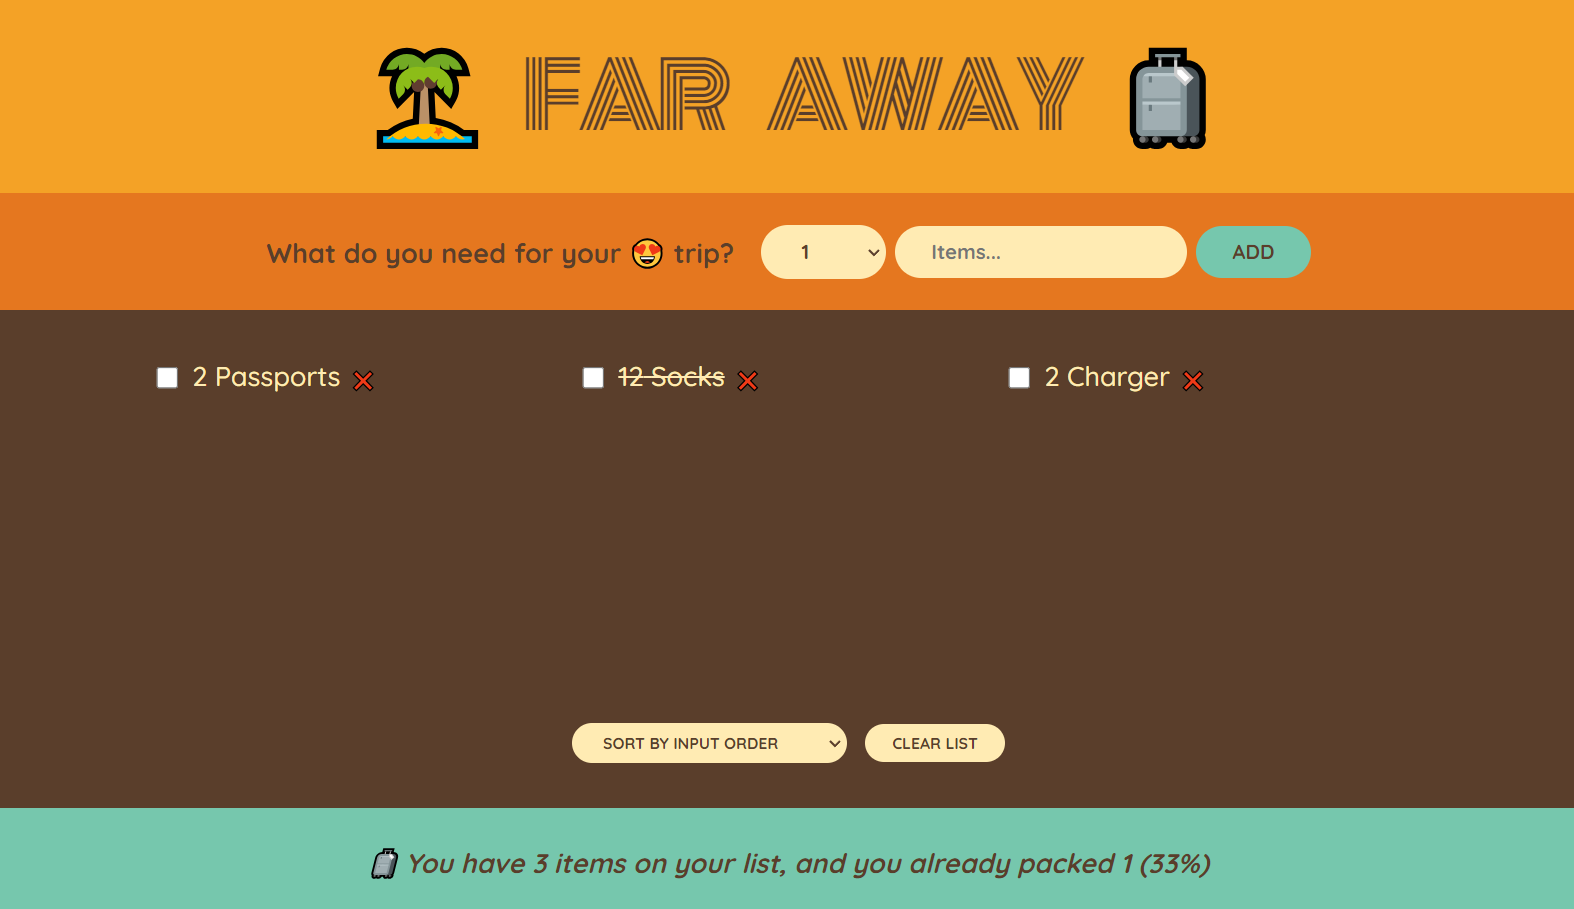 🌴 FAR AWAY 🧳
What do you need for your 😍 trip? 1 Items... ADD
2 Passports ❌ 12 Socks ❌ 2 Charger ❌
SORT BY INPUT ORDER CLEAR LIST
🧳 You have 3 items on your list, and you already packed 1 (33%)